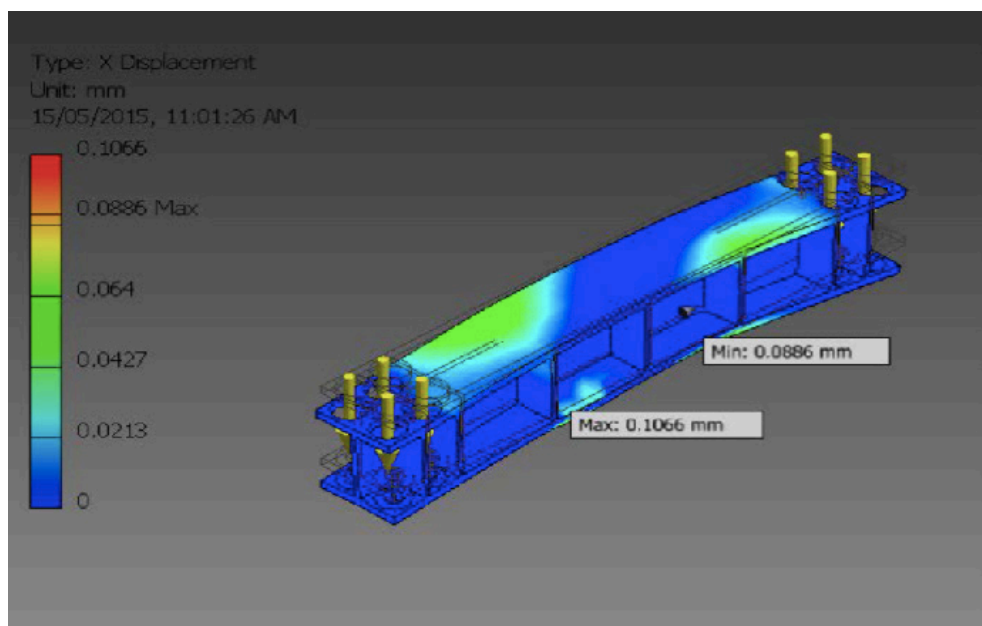 Type: X Displacement
Unit: mm
15/05/2015, 11:01:26 AM
0.1066
0.0886 Max
0.064
0.0427
0.0213
0
Min: 0.0886 mm
Max: 0.1066 mm